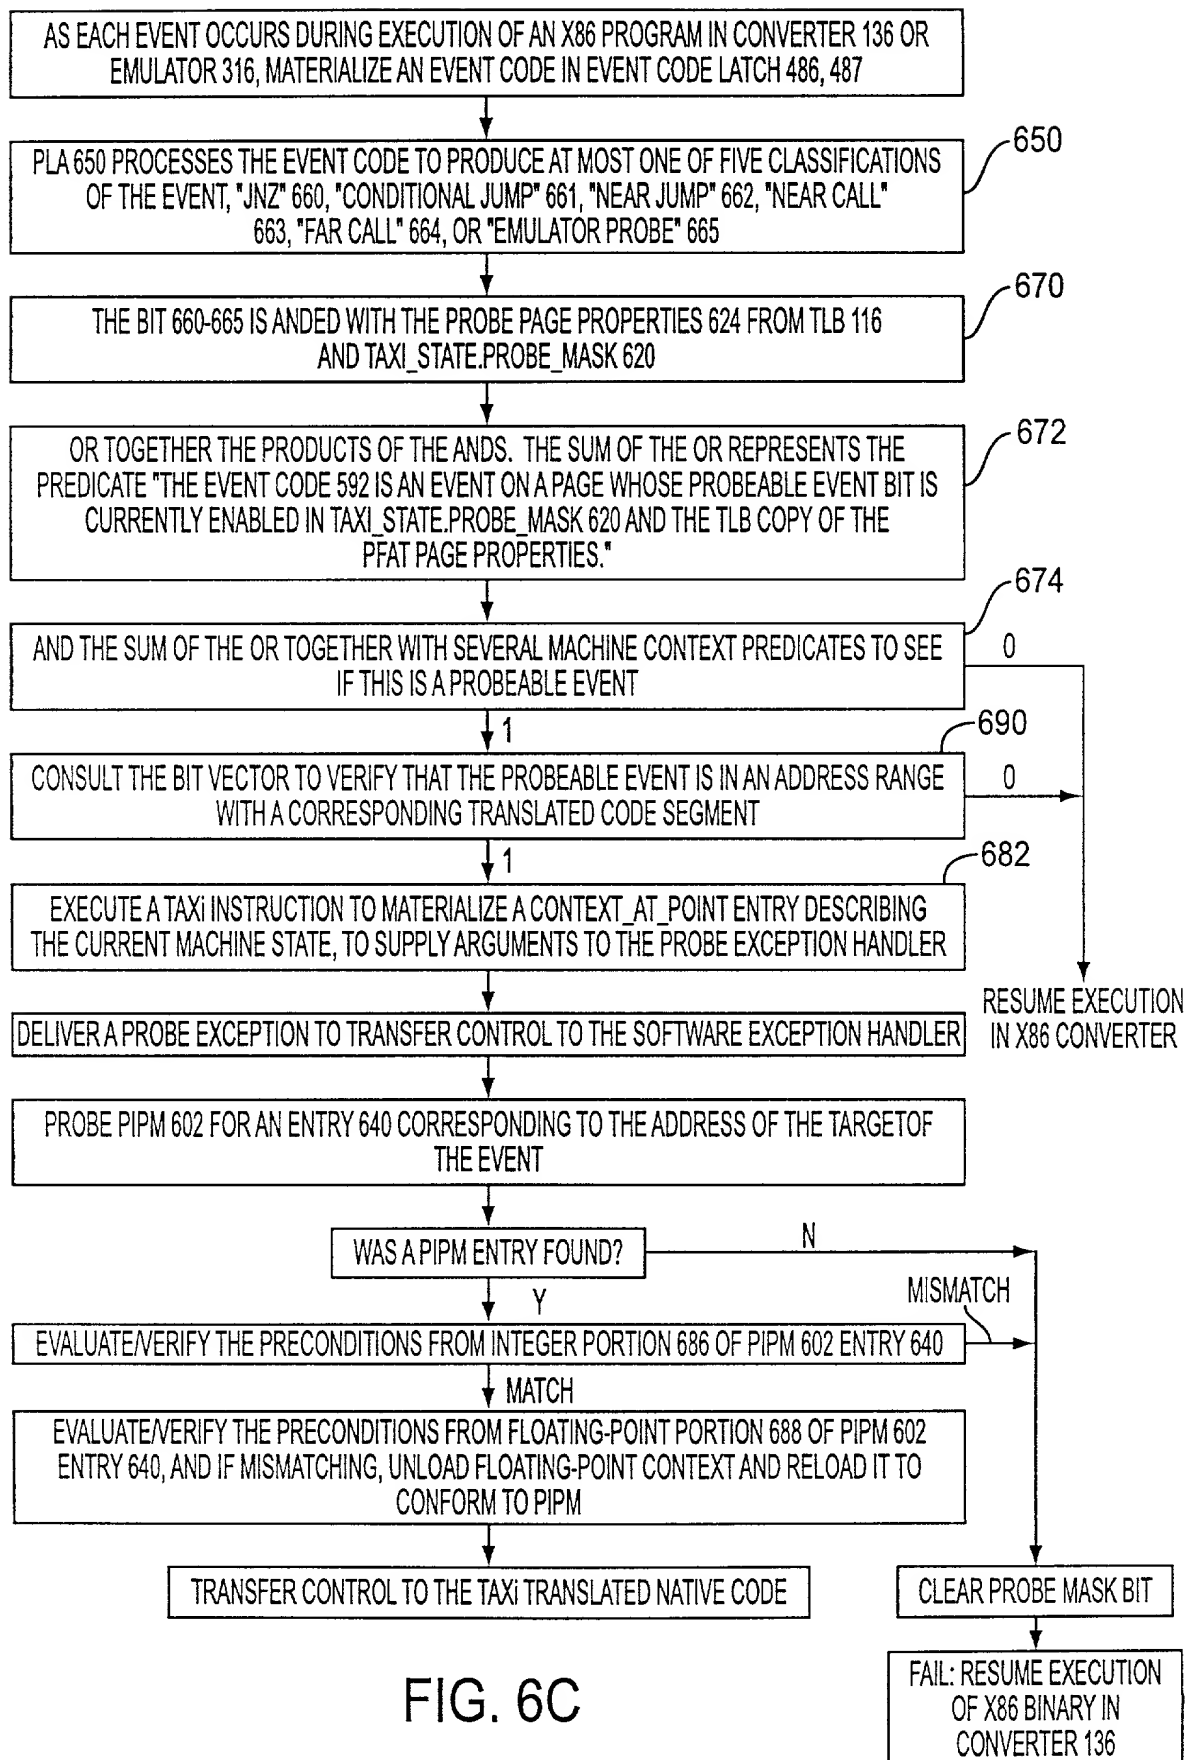 AS EACH EVENT OCCURS DURING EXECUTION OF AN X86 PROGRAM IN CONVERTER 136 OR
EMULATOR 316, MATERIALIZE AN EVENT CODE IN EVENT CODE LATCH 486, 487
650
PLA 650 PROCESSES THE EVENT CODE TO PRODUCE AT MOST ONE OF FIVE CLASSIFICATIONS
OF THE EVENT, "JNZ" 660, "CONDITIONAL JUMP" 661, "NEAR JUMP" 662, "NEAR CALL"
663, "FAR CALL" 664, OR "EMULATOR PROBE" 665
670
THE BIT 660-665 IS ANDED WITH THE PROBE PAGE PROPERTIES 624 FROM TLB 116
AND TAXI_STATE.PROBE_MASK 620
672
OR TOGETHER THE PRODUCTS OF THE ANDS. THE SUM OF THE OR REPRESENTS THE
PREDICATE "THE EVENT CODE 592 IS AN EVENT ON A PAGE WHOSE PROBEABLE EVENT BIT IS
CURRENTLY ENABLED IN TAXI_STATE.PROBE_MASK 620 AND THE TLB COPY OF THE
PFAT PAGE PROPERTIES."
674
AND THE SUM OF THE OR TOGETHER WITH SEVERAL MACHINE CONTEXT PREDICATES TO SEE
IF THIS IS A PROBEABLE EVENT
0
1
690
CONSULT THE BIT VECTOR TO VERIFY THAT THE PROBEABLE EVENT IS IN AN ADDRESS RANGE
WITH A CORRESPONDING TRANSLATED CODE SEGMENT
0
1
682
EXECUTE A TAXi INSTRUCTION TO MATERIALIZE A CONTEXT_AT_POINT ENTRY DESCRIBING
THE CURRENT MACHINE STATE, TO SUPPLY ARGUMENTS TO THE PROBE EXCEPTION HANDLER
RESUME EXECUTION
IN X86 CONVERTER
DELIVER A PROBE EXCEPTION TO TRANSFER CONTROL TO THE SOFTWARE EXCEPTION HANDLER
PROBE PIPM 602 FOR AN ENTRY 640 CORRESPONDING TO THE ADDRESS OF THE TARGETOF
THE EVENT
WAS A PIPM ENTRY FOUND?
N
Y
MISMATCH
EVALUATE/VERIFY THE PRECONDITIONS FROM INTEGER PORTION 686 OF PIPM 602 ENTRY 640
MATCH
EVALUATE/VERIFY THE PRECONDITIONS FROM FLOATING-POINT PORTION 688 OF PIPM 602
ENTRY 640, AND IF MISMATCHING, UNLOAD FLOATING-POINT CONTEXT AND RELOAD IT TO
CONFORM TO PIPM
TRANSFER CONTROL TO THE TAXi TRANSLATED NATIVE CODE
CLEAR PROBE MASK BIT
FAIL: RESUME EXECUTION
OF X86 BINARY IN
CONVERTER 136
FIG. 6C